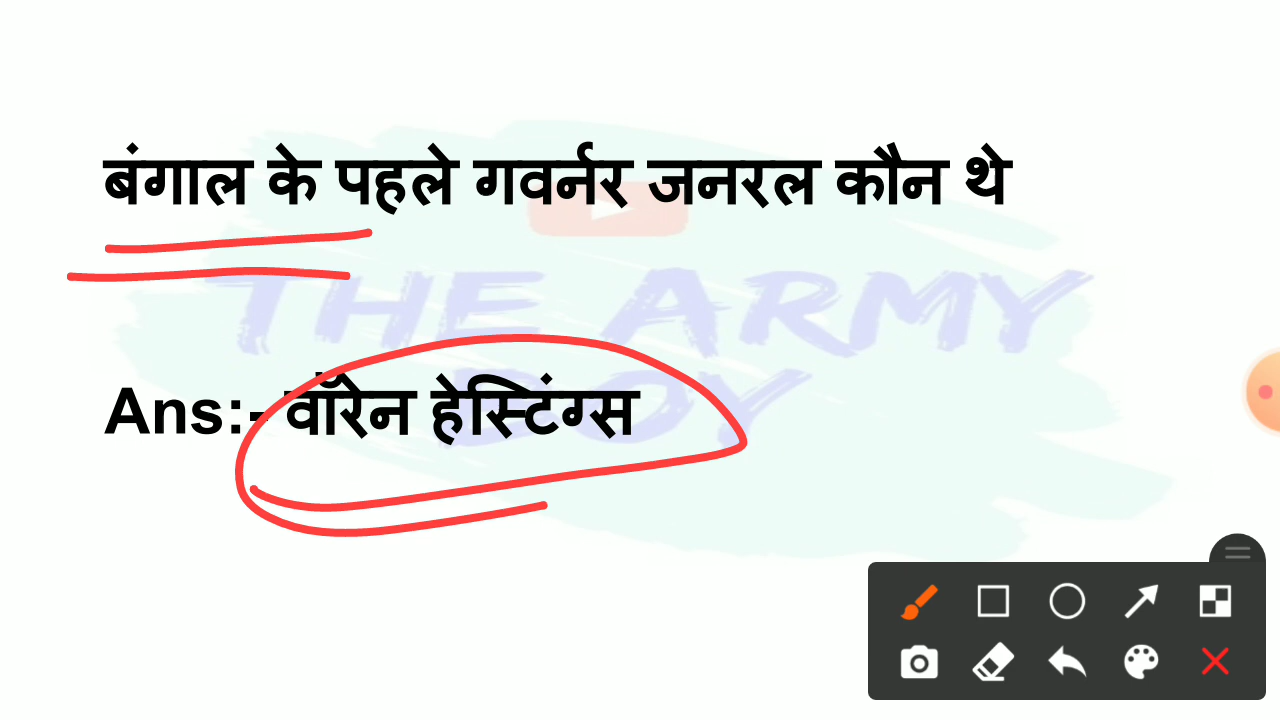 बंगाल के पहले गवर्नर जनरल कौन थे
THE ARMY
BOY
Ans:- वॉरेन हेस्टिंग्स